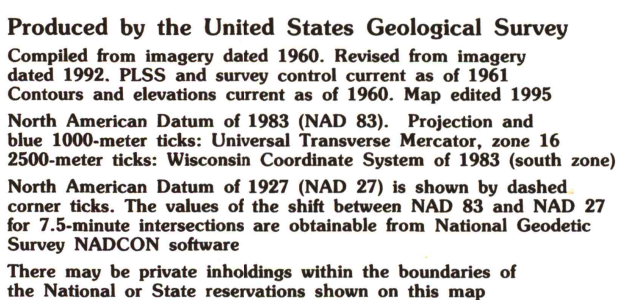 Produced by the United States Geological Survey
Compiled from imagery dated 1960. Revised from imagery
dated 1992. PLSS and survey control current as of 1961
Contours and elevations current as of 1960. Map edited 1995
North American Datum of 1983 (NAD 83). Projection and
blue 1000-meter ticks: Universal Transverse Mercator, zone 16
2500-meter ticks: Wisconsin Coordinate System of 1983 (south zone)
North American Datum of 1927 (NAD 27) is shown by dashed
corner ticks. The values of the shift between NAD 83 and NAD 27
for 7.5-minute intersections are obtainable from National Geodetic
Survey NADCON software
There may be private inholdings within the boundaries of
the National or State reservations shown on this map